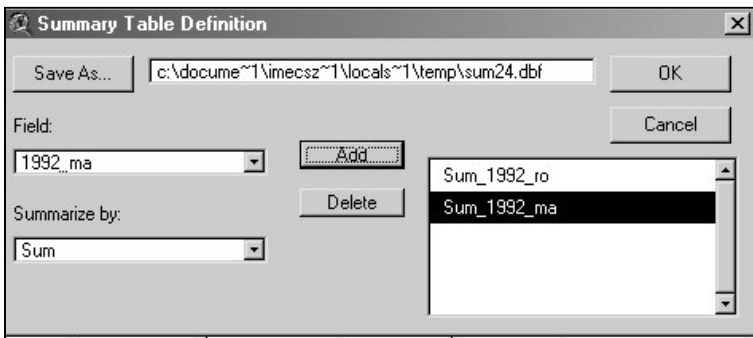 Summary Table Definition
Save As... c:\docume~1\imecsz~1\locals~1\temp\sum24.dbf OK
Cancel
Field:
1992_ma Add
Sum_1992_ro
Delete Sum_1992_ma
Summarize by:
Sum